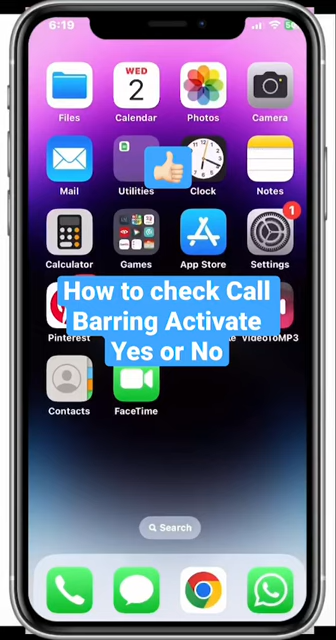 6:19
WED
2
Files
Calendar
Photos
Camera
Mail
Utilities
Clock
Notes
1
Calculator
Games
App Store
Settings
How to check Call
Barring Activate
Yes or No
Pinterest
VideoToMP3
Contacts
FaceTime
Search